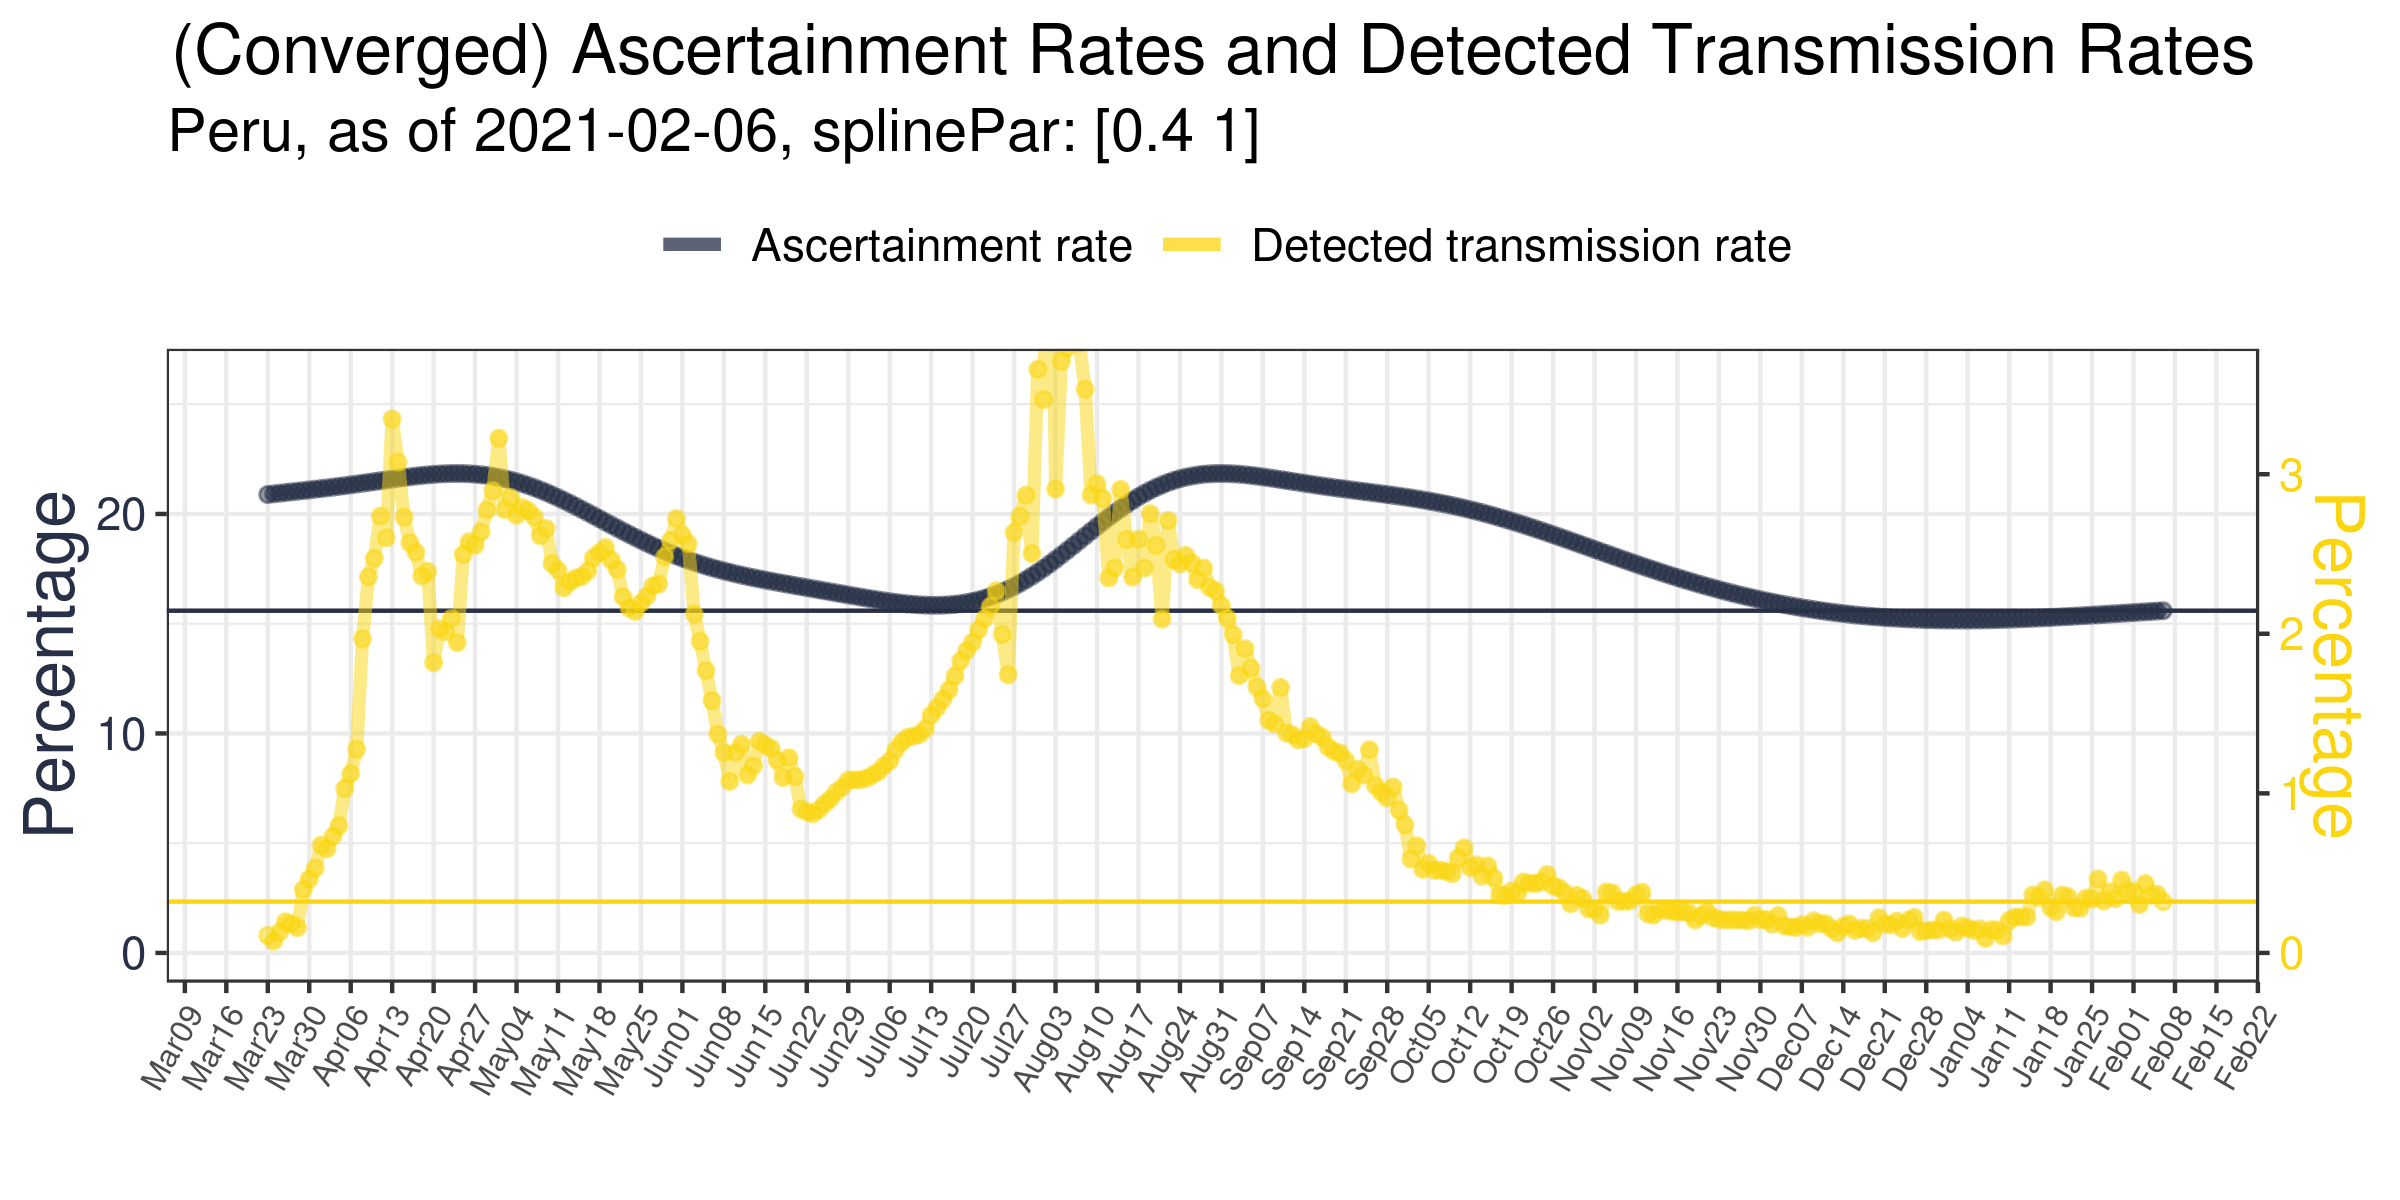 (Converged) Ascertainment Rates and Detected Transmission Rates
Peru, as of 2021-02-06, splinePar: [0.4 1]
Ascertainment rate Detected transmission rate
Percentage
20
10
0
3
2
1
0
Percentage
Mar09 Mar16 Mar23 Mar30 Apr06 Apr13 Apr20 Apr27 May04 May11 May18 May25 Jun01 Jun08 Jun15 Jun22 Jun29 Jul06 Jul13 Jul20 Jul27 Aug03 Aug10 Aug17 Aug24 Aug31 Sep07 Sep14 Sep21 Sep28 Oct05 Oct12 Oct19 Oct26 Nov02 Nov09 Nov16 Nov23 Nov30 Dec07 Dec14 Dec21 Dec28 Jan04 Jan11 Jan18 Jan25 Feb01 Feb08 Feb15 Feb22